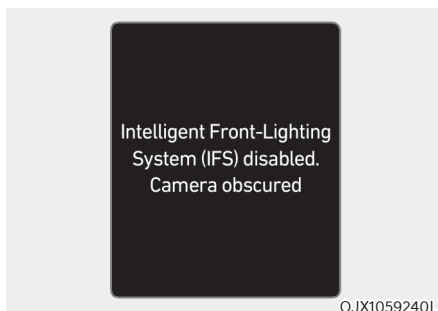 Intelligent Front-Lighting
System (IFS) disabled.
Camera obscured
OJX1059240L